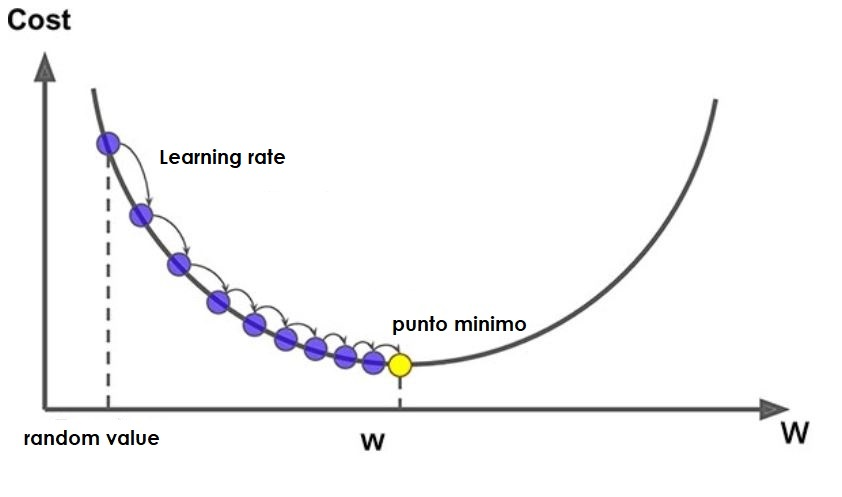 Cost
Learning rate
punto minimo
random value
w
W